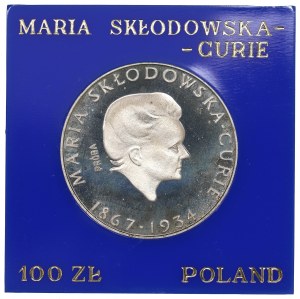 MARIA SKŁODOWSKA-
-CURIE
MARIA SKŁODOWSKA·CURIE
PRÓBA
1867·1934
100 ZŁ POLAND